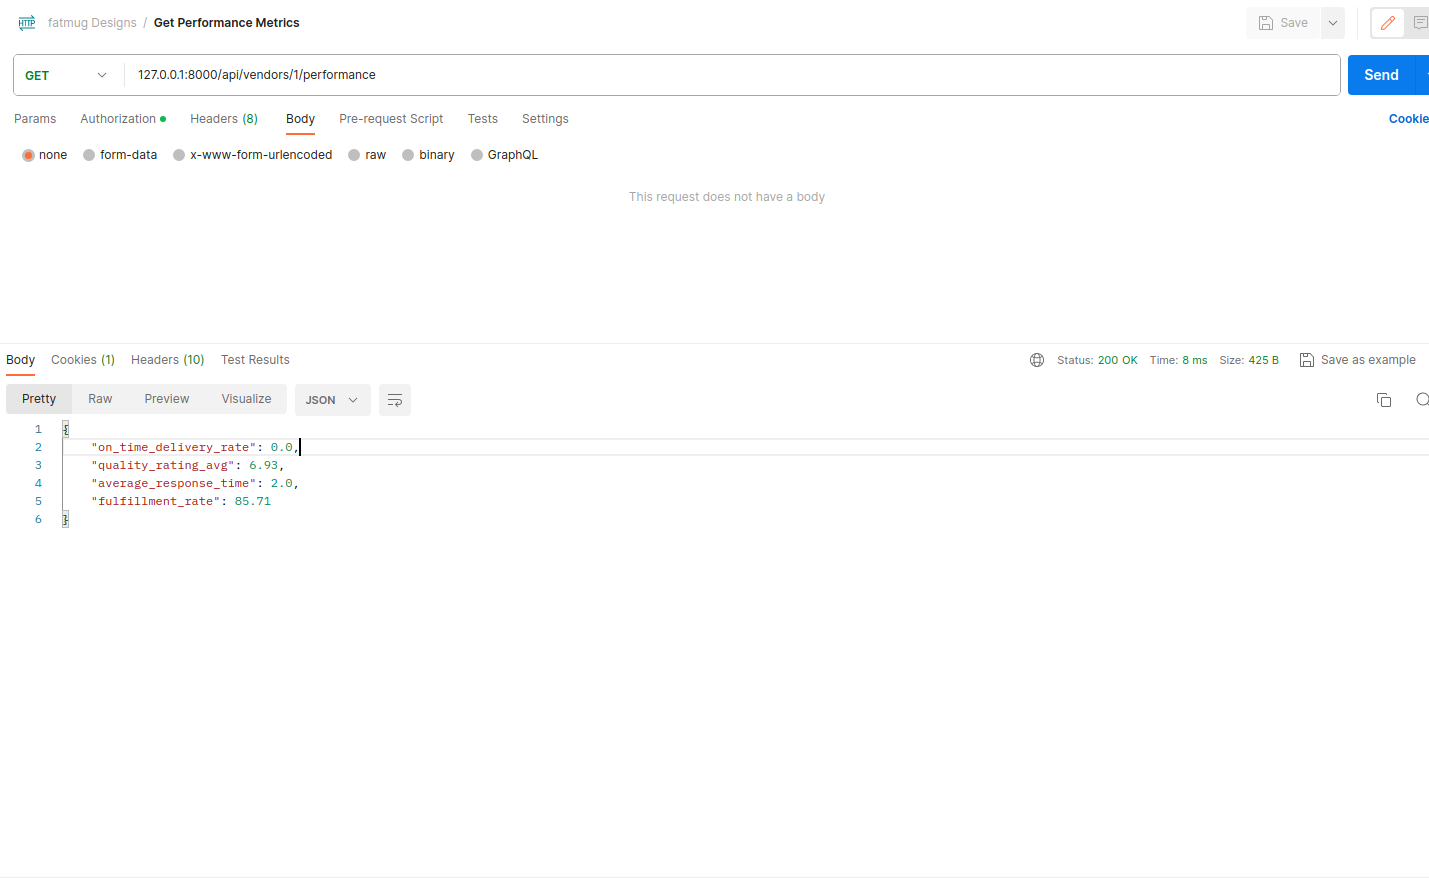 HTTP fatmug Designs / Get Performance Metrics Save
GET 127.0.0.1:8000/api/vendors/1/performance Send
Params Authorization Headers (8) Body Pre-request Script Tests Settings Cookie
none form-data x-www-form-urlencoded raw binary GraphQL
This request does not have a body
Body Cookies (1) Headers (10) Test Results Status: 200 OK Time: 8 ms Size: 425 B Save as example
Pretty Raw Preview Visualize JSON
1 {
2 "on_time_delivery_rate": 0.0,
3 "quality_rating_avg": 6.93,
4 "average_response_time": 2.0,
5 "fulfillment_rate": 85.71
6 }